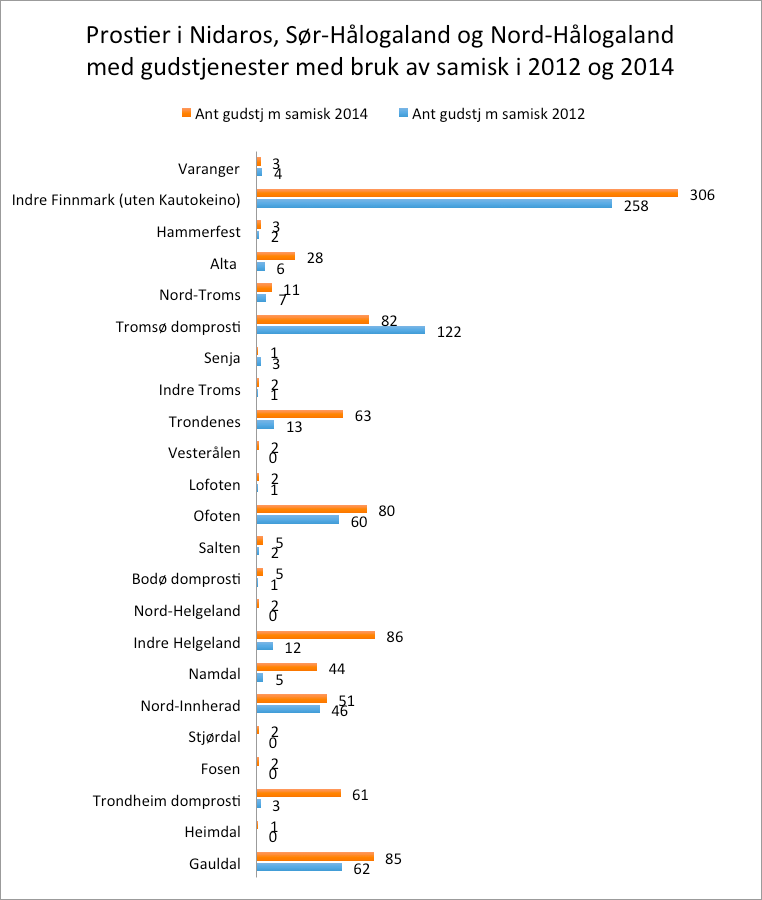 Prostier i Nidaros, Sør-Hålogaland og Nord-Hålogaland
med gudstjenester med bruk av samisk i 2012 og 2014
Ant gudstj m samisk 2014 Ant gudstj m samisk 2012
Varanger 3
4
Indre Finnmark (uten Kautokeino) 306
258
Hammerfest 3
2
Alta 28
6
Nord-Troms 11
7
Tromsø domprosti 82
122
Senja 1
3
Indre Troms 2
1
Trondenes 63
13
Vesterålen 2
0
Lofoten 2
1
Ofoten 80
60
Salten 5
2
Bodø domprosti 5
1
Nord-Helgeland 2
0
Indre Helgeland 86
12
Namdal 44
5
Nord-Innherad 51
46
Stjørdal 2
0
Fosen 2
0
Trondheim domprosti 61
3
Heimdal 1
0
Gauldal 85
62